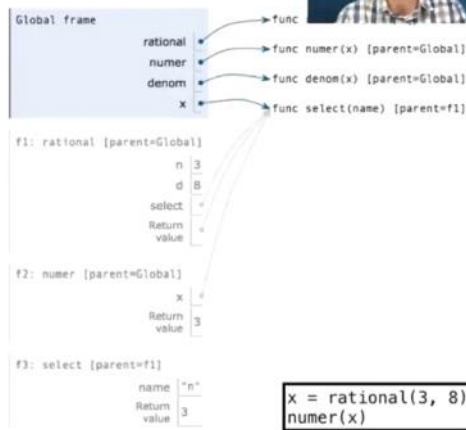 Global frame
rational
numer
denom
x
func
func numer(x) [parent=Global]
func denom(x) [parent=Global]
func select(name) [parent=f1]
f1: rational [parent=Global]
n 3
d 8
select
Return value
f2: numer [parent=Global]
x
Return value 3
f3: select [parent=f1]
name "n"
Return value 3
x = rational(3, 8)
numer(x)